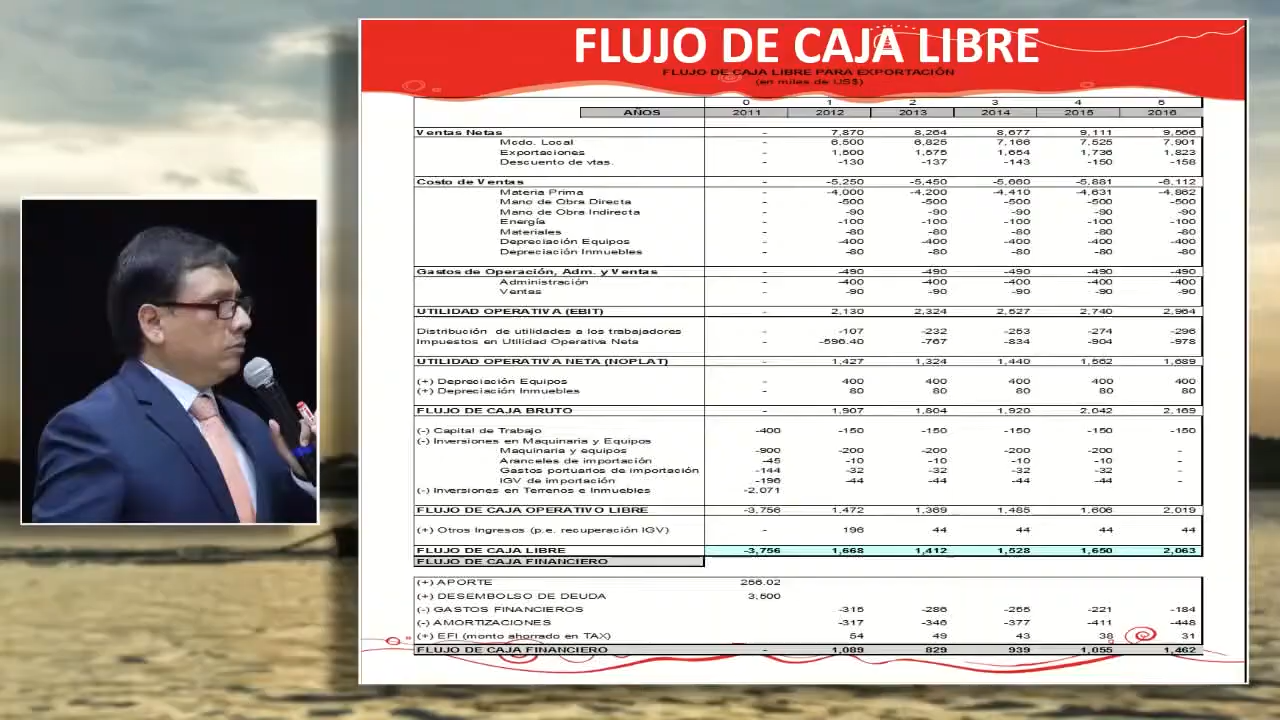 FLUJO DE CAJA LIBRE
FLUJO DE CAJA LIBRE PARA EXPORTACIÓN
(en miles de US$)
0 1 2 3 4 5
AÑOS 2011 2012 2013 2014 2015 2016
Ventas Netas - 7,870 8,264 8,677 9,111 9,566
Mcdo. Local - 6,500 6,825 7,166 7,525 7,901
Exportaciones - 1,500 1,575 1,654 1,736 1,823
Descuento de vtas. - -130 -137 -143 -150 -158
Costo de Ventas - -5,250 -5,450 -5,660 -5,881 -6,112
Materia Prima - -4,000 -4,200 -4,410 -4,631 -4,862
Mano de Obra Directa - -500 -500 -500 -500 -500
Mano de Obra Indirecta - -90 -90 -90 -90 -90
Energía - -100 -100 -100 -100 -100
Materiales - -80 -80 -80 -80 -80
Depreciación Equipos - -400 -400 -400 -400 -400
Depreciación Inmuebles - -80 -80 -80 -80 -80
Gastos de Operación, Adm. y Ventas - -490 -490 -490 -490 -490
Administración - -400 -400 -400 -400 -400
Ventas - -90 -90 -90 -90 -90
UTILIDAD OPERATIVA (EBIT) - 2,130 2,324 2,527 2,740 2,964
Distribución de utilidades a los trabajadores - -107 -232 -253 -274 -296
Impuestos en Utilidad Operativa Neta - -596.40 -767 -834 -904 -978
UTILIDAD OPERATIVA NETA (NOPLAT) - 1,427 1,324 1,440 1,562 1,689
(+) Depreciación Equipos - 400 400 400 400 400
(+) Depreciación Inmuebles - 80 80 80 80 80
FLUJO DE CAJA BRUTO - 1,907 1,804 1,920 2,042 2,169
(-) Capital de Trabajo -400 -150 -150 -150 -150 -150
(-) Inversiones en Maquinaria y Equipos
Maquinaria y equipos -900 -200 -200 -200 -200 -
Aranceles de importación -45 -10 -10 -10 -10 -
Gastos portuarios de importación -144 -32 -32 -32 -32 -
IGV de importación -196 -44 -44 -44 -44 -
(-) Inversiones en Terrenos e Inmuebles -2,071
FLUJO DE CAJA OPERATIVO LIBRE -3,756 1,472 1,369 1,485 1,606 2,019
(+) Otros Ingresos (p.e. recuperación IGV) - 196 44 44 44 44
FLUJO DE CAJA LIBRE -3,756 1,668 1,412 1,528 1,650 2,063
FLUJO DE CAJA FINANCIERO
(+) APORTE 256.02
(+) DESEMBOLSO DE DEUDA 3,500
(-) GASTOS FINANCIEROS -315 -286 -255 -221 -184
(-) AMORTIZACIONES -317 -346 -377 -411 -448
(+) EFI (monto ahorrado en TAX) 54 49 43 38 31
FLUJO DE CAJA FINANCIERO - 1,089 829 939 1,055 1,462